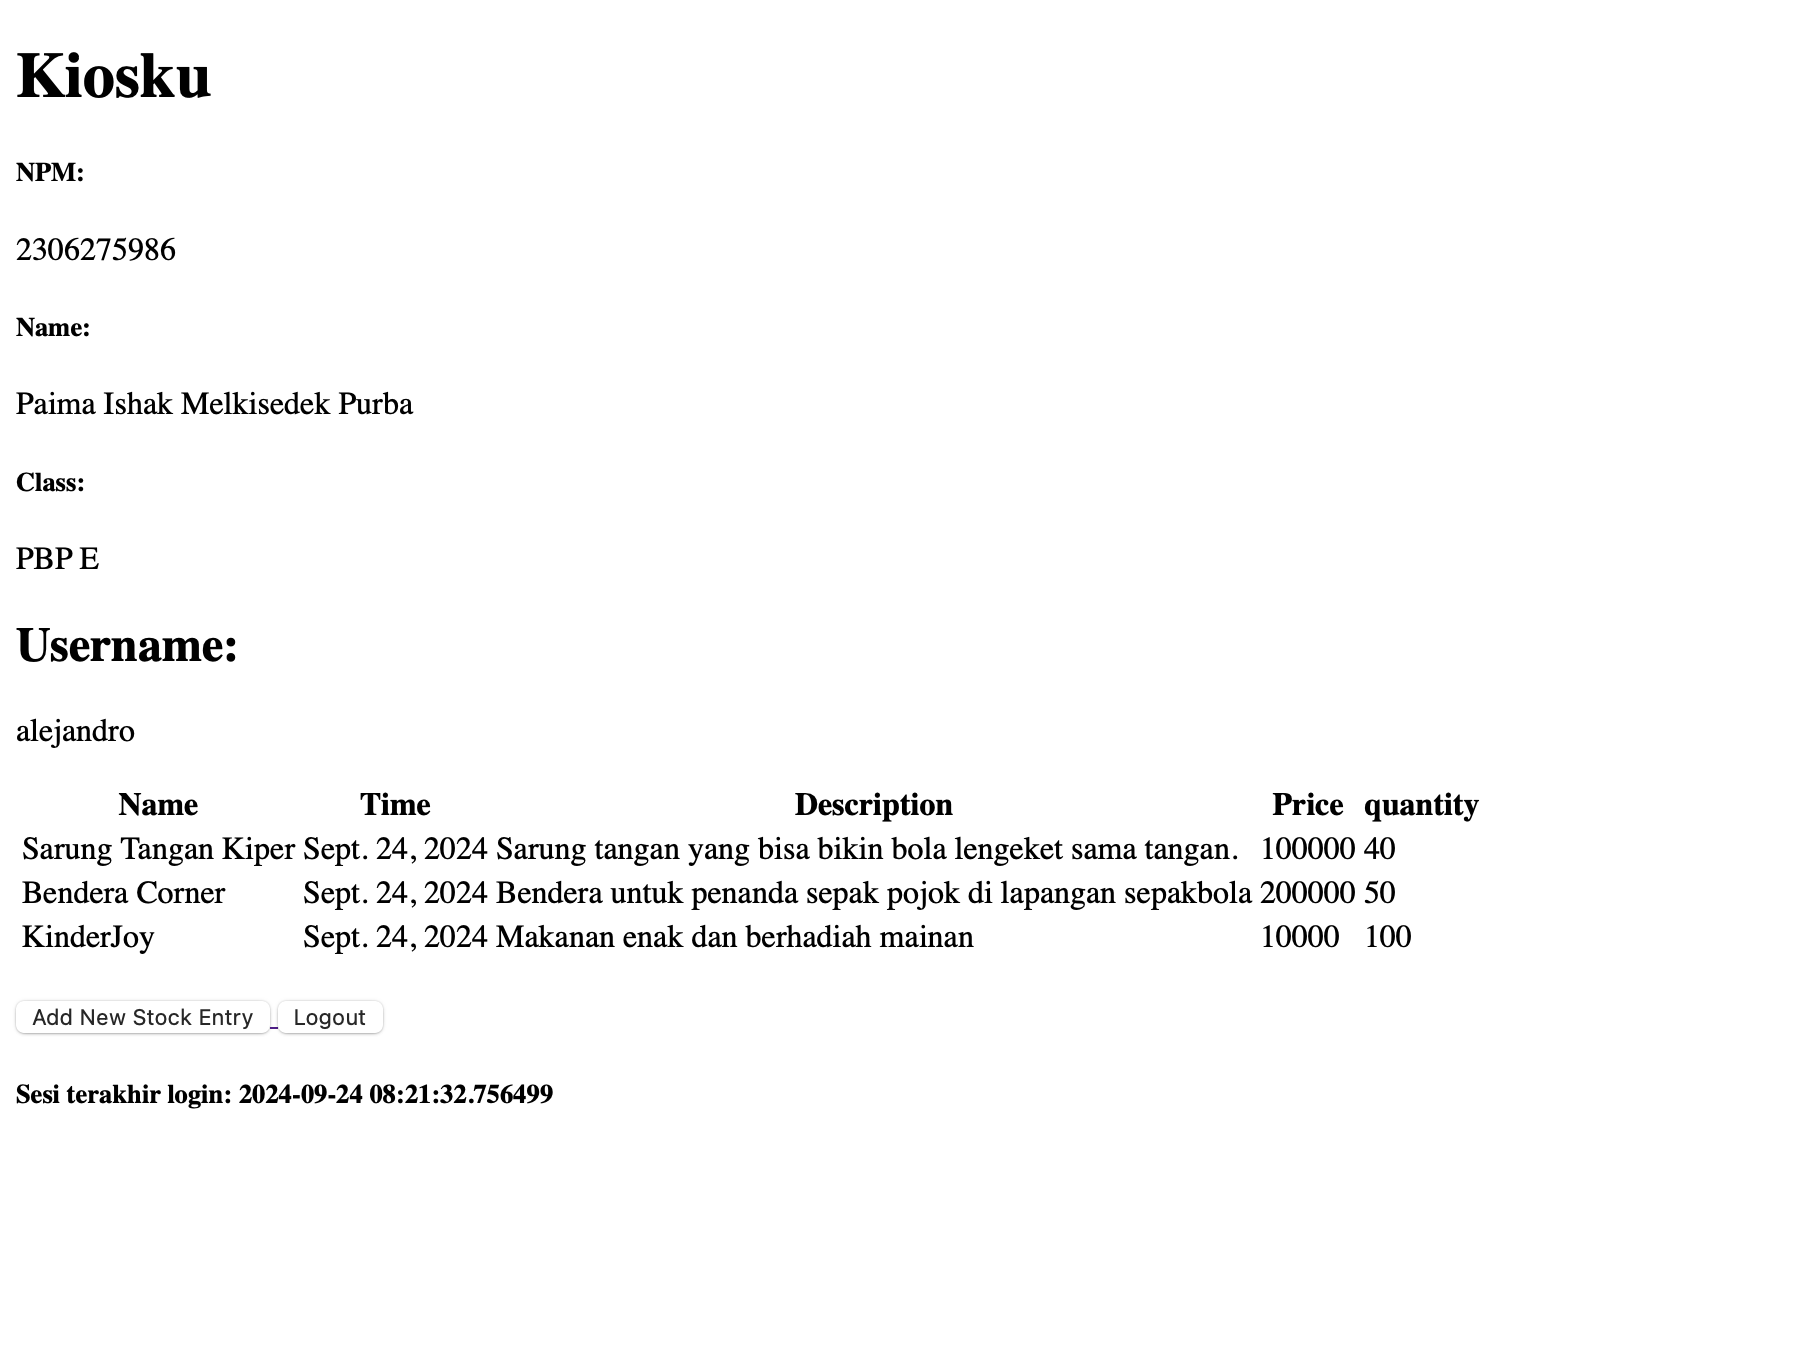 Kiosku
NPM:
2306275986
Name:
Paima Ishak Melkisedek Purba
Class:
PBP E
Username:
alejandro
Name Time Description Price quantity
Sarung Tangan Kiper Sept. 24, 2024 Sarung tangan yang bisa bikin bola lengeket sama tangan. 100000 40
Bendera Corner Sept. 24, 2024 Bendera untuk penanda sepak pojok di lapangan sepakbola 200000 50
KinderJoy Sept. 24, 2024 Makanan enak dan berhadiah mainan 10000 100
Add New Stock Entry Logout
Sesi terakhir login: 2024-09-24 08:21:32.756499